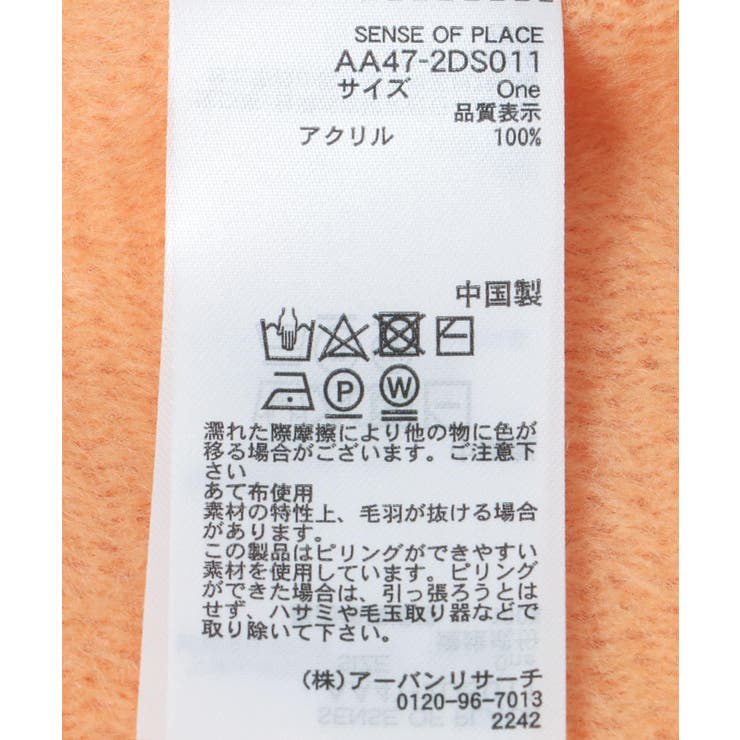 SENSE OF PLACE
AA47-2DS011
サイズ One
品質表示
アクリル 100%
中国製
P W
濡れた際摩擦により他の物に色が
移る場合がございます。ご注意下
さい
あて布使用
素材の特性上、毛羽が抜ける場合
があります。
この製品はピリングができやすい
素材を使用しています。ピリング
ができた場合は、引っ張ろうとは
せず、ハサミや毛玉取り器などで
取り除いて下さい。
(株)アーバンリサーチ
0120-96-7013
2242